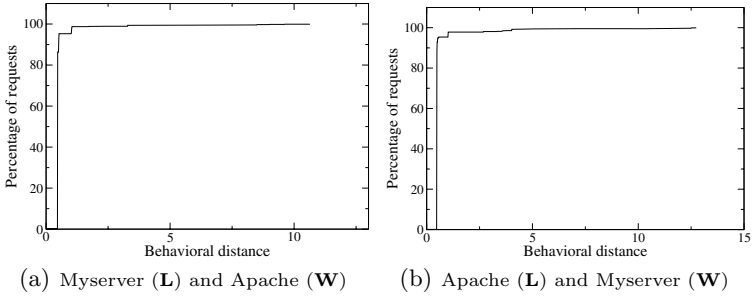 100
80
60
40
20
0
Percentage of requests
0 5 10
Behavioral distance
(a) Myserver (L) and Apache (W)
100
80
60
40
20
0
Percentage of requests
0 5 10 15
Behavioral distance
(b) Apache (L) and Myserver (W)